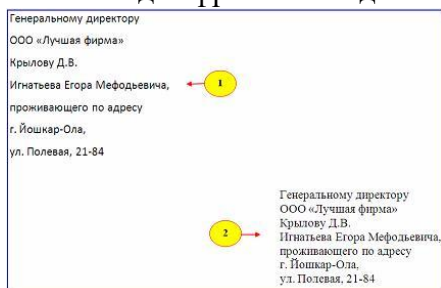 Генеральному директору
ООО «Лучшая фирма»
Крылову Д.В.
Игнатьева Егора Мефодьевича,
1
проживающего по адресу
г. Йошкар-Ола,
ул. Полевая, 21-84
2
Генеральному директору
ООО «Лучшая фирма»
Крылову Д.В.
Игнатьева Егора Мефодьевича,
проживающего по адресу
г. Йошкар-Ола,
ул. Полевая, 21-84